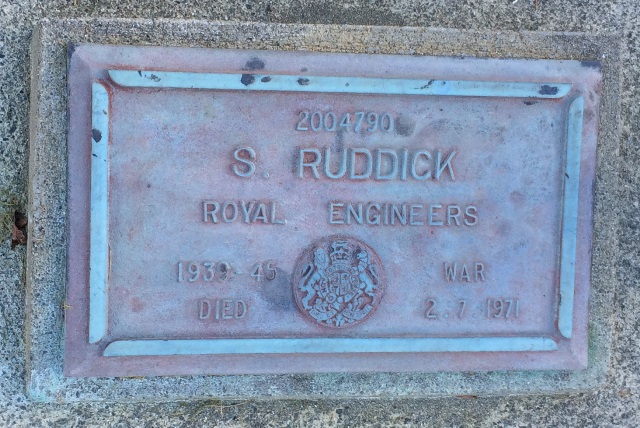 2004790
S. RUDDICK
ROYAL ENGINEERS
1939-45 WAR
DIED 2.7.1971